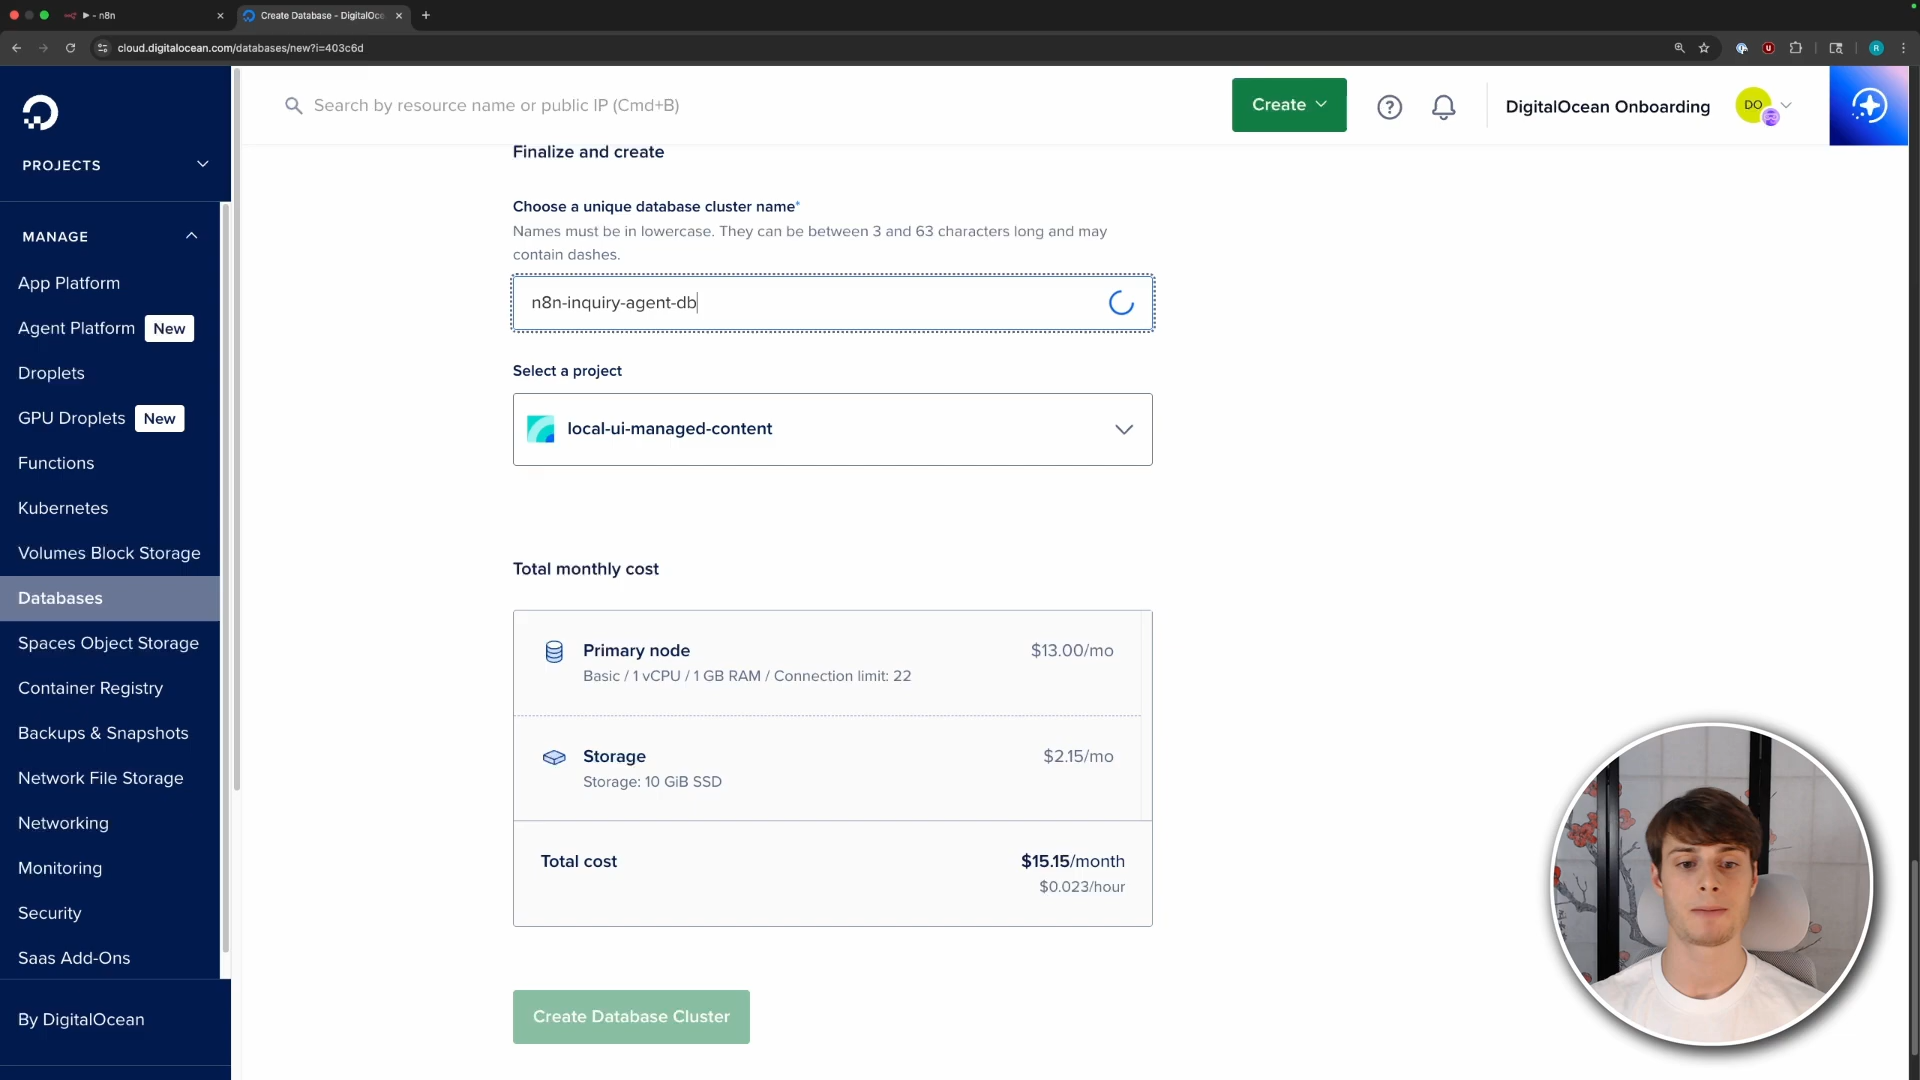 ▶ - n8n
Create Database - DigitalOce
cloud.digitalocean.com/databases/new?i=403c6d
Search by resource name or public IP (Cmd+B)
Create
DigitalOcean Onboarding
DO
PROJECTS
MANAGE
App Platform
Agent Platform New
Droplets
GPU Droplets New
Functions
Kubernetes
Volumes Block Storage
Databases
Spaces Object Storage
Container Registry
Backups & Snapshots
Network File Storage
Networking
Monitoring
Security
Saas Add-Ons
By DigitalOcean
Finalize and create
Choose a unique database cluster name*
Names must be in lowercase. They can be between 3 and 63 characters long and may
contain dashes.
n8n-inquiry-agent-db
Select a project
local-ui-managed-content
Total monthly cost
Primary node $13.00/mo
Basic / 1 vCPU / 1 GB RAM / Connection limit: 22
Storage $2.15/mo
Storage: 10 GiB SSD
Total cost $15.15/month
$0.023/hour
Create Database Cluster